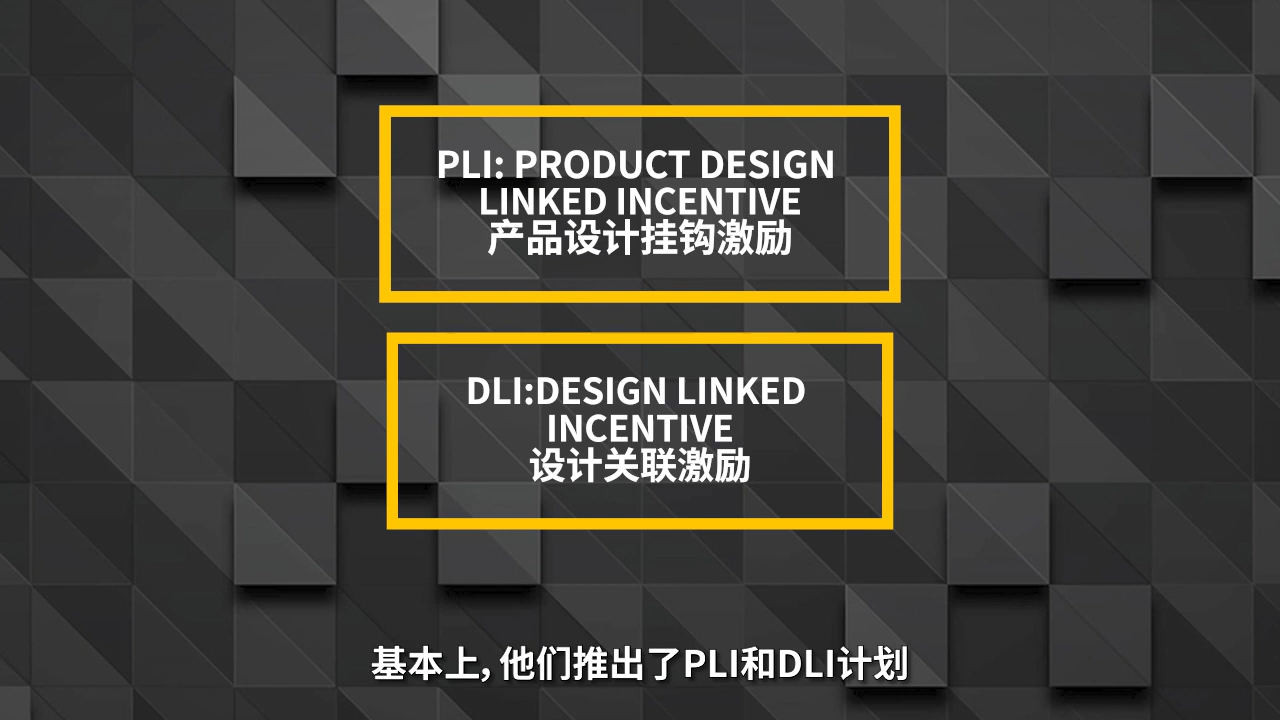 PLI: PRODUCT DESIGN
LINKED INCENTIVE
产品设计挂钩激励
DLI:DESIGN LINKED
INCENTIVE
设计关联激励
基本上, 他们推出了PLI和DLI计划